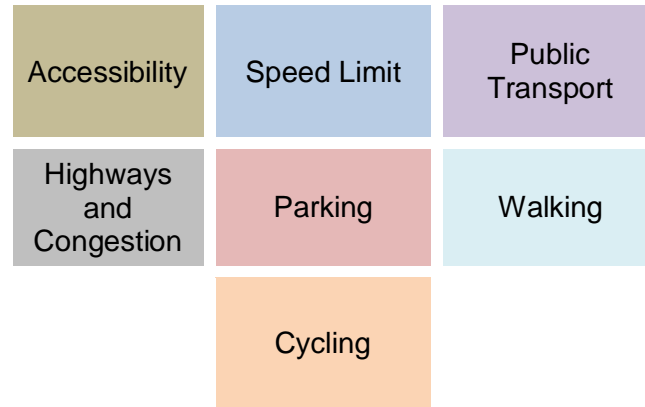 Accessibility
Speed Limit
Public
Transport
Highways
and
Congestion
Parking
Walking
Cycling